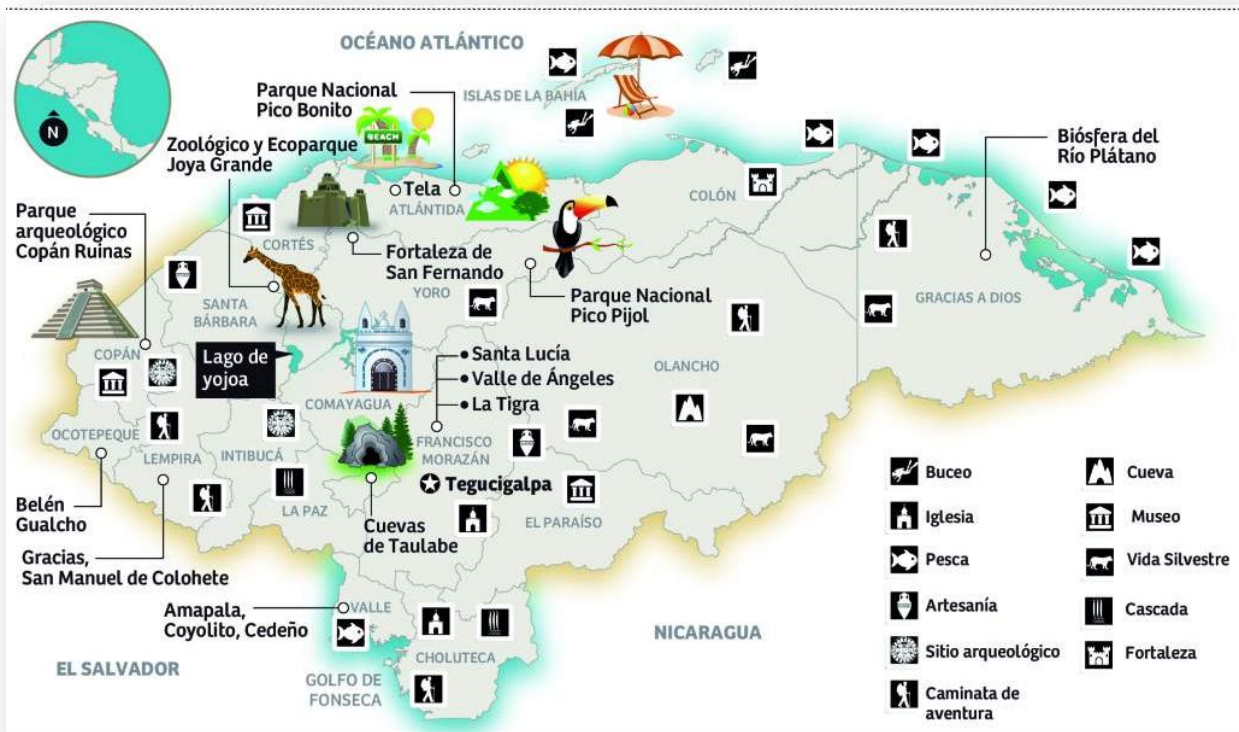 OCÉANO ATLÁNTICO
N
Parque Nacional
Pico Bonito
ISLAS DE LA BAHÍA
BEACH
Zoológico y Ecoparque
Joya Grande
Biósfera del
Río Plátano
Tela
ATLÁNTIDA
COLÓN
Parque
arqueológico
Copán Ruinas
CORTÉS
Fortaleza de
San Fernando
YORO
SANTA
BÁRBARA
Parque Nacional
Pico Pijol
GRACIAS A DIOS
COPÁN
Lago de
yojoa
Santa Lucía
Valle de Ángeles
La Tigra
OLANCHO
COMAYAGUA
OCOTEPEQUE
LEMPIRA
INTIBUCÁ
FRANCISCO
MORAZÁN
Tegucigalpa
Belén
Gualcho
LA PAZ
Cuevas
de Taulabe
EL PARAÍSO
Gracias,
San Manuel de Colohete
Amapala,
Coyolito, Cedeño
VALLE
CHOLUTECA
NICARAGUA
EL SALVADOR
GOLFO DE
FONSECA
Buceo
Iglesia
Pesca
Artesanía
Sitio arqueológico
Caminata de
aventura
Cueva
Museo
Vida Silvestre
Cascada
Fortaleza